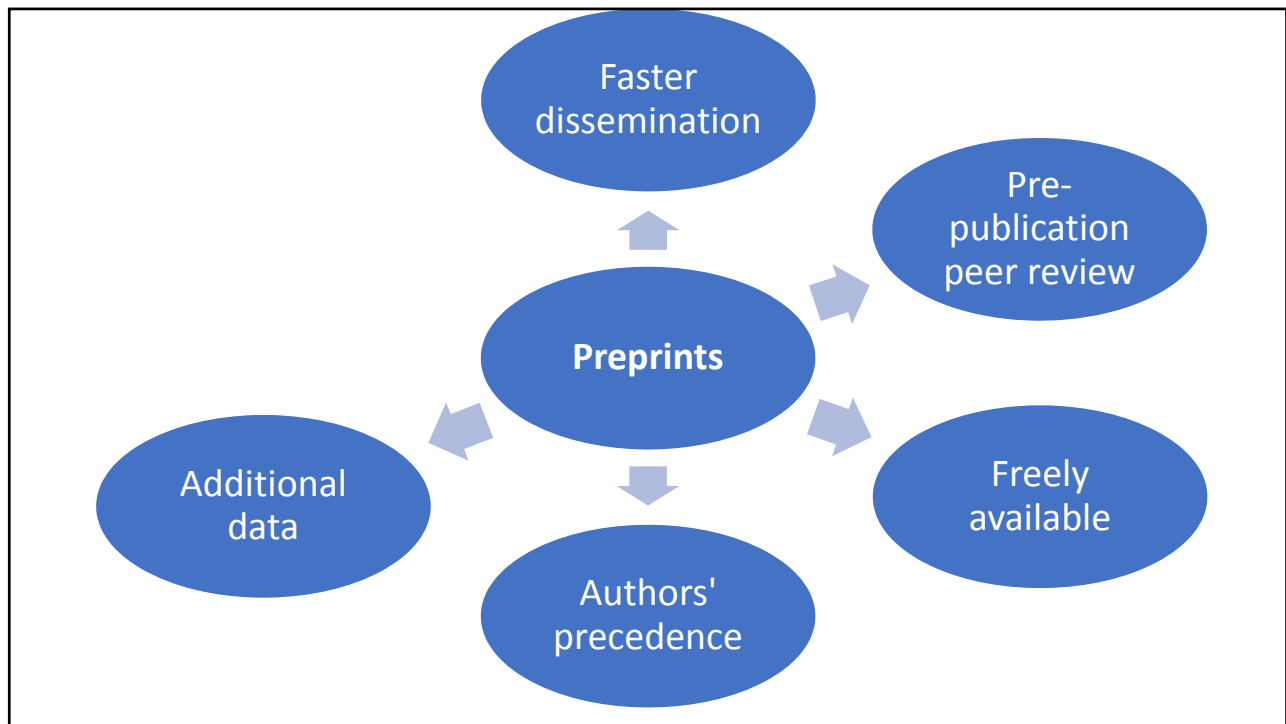 Faster
dissemination
Pre-
publication
peer review
Preprints
Additional
data
Freely
available
Authors'
precedence